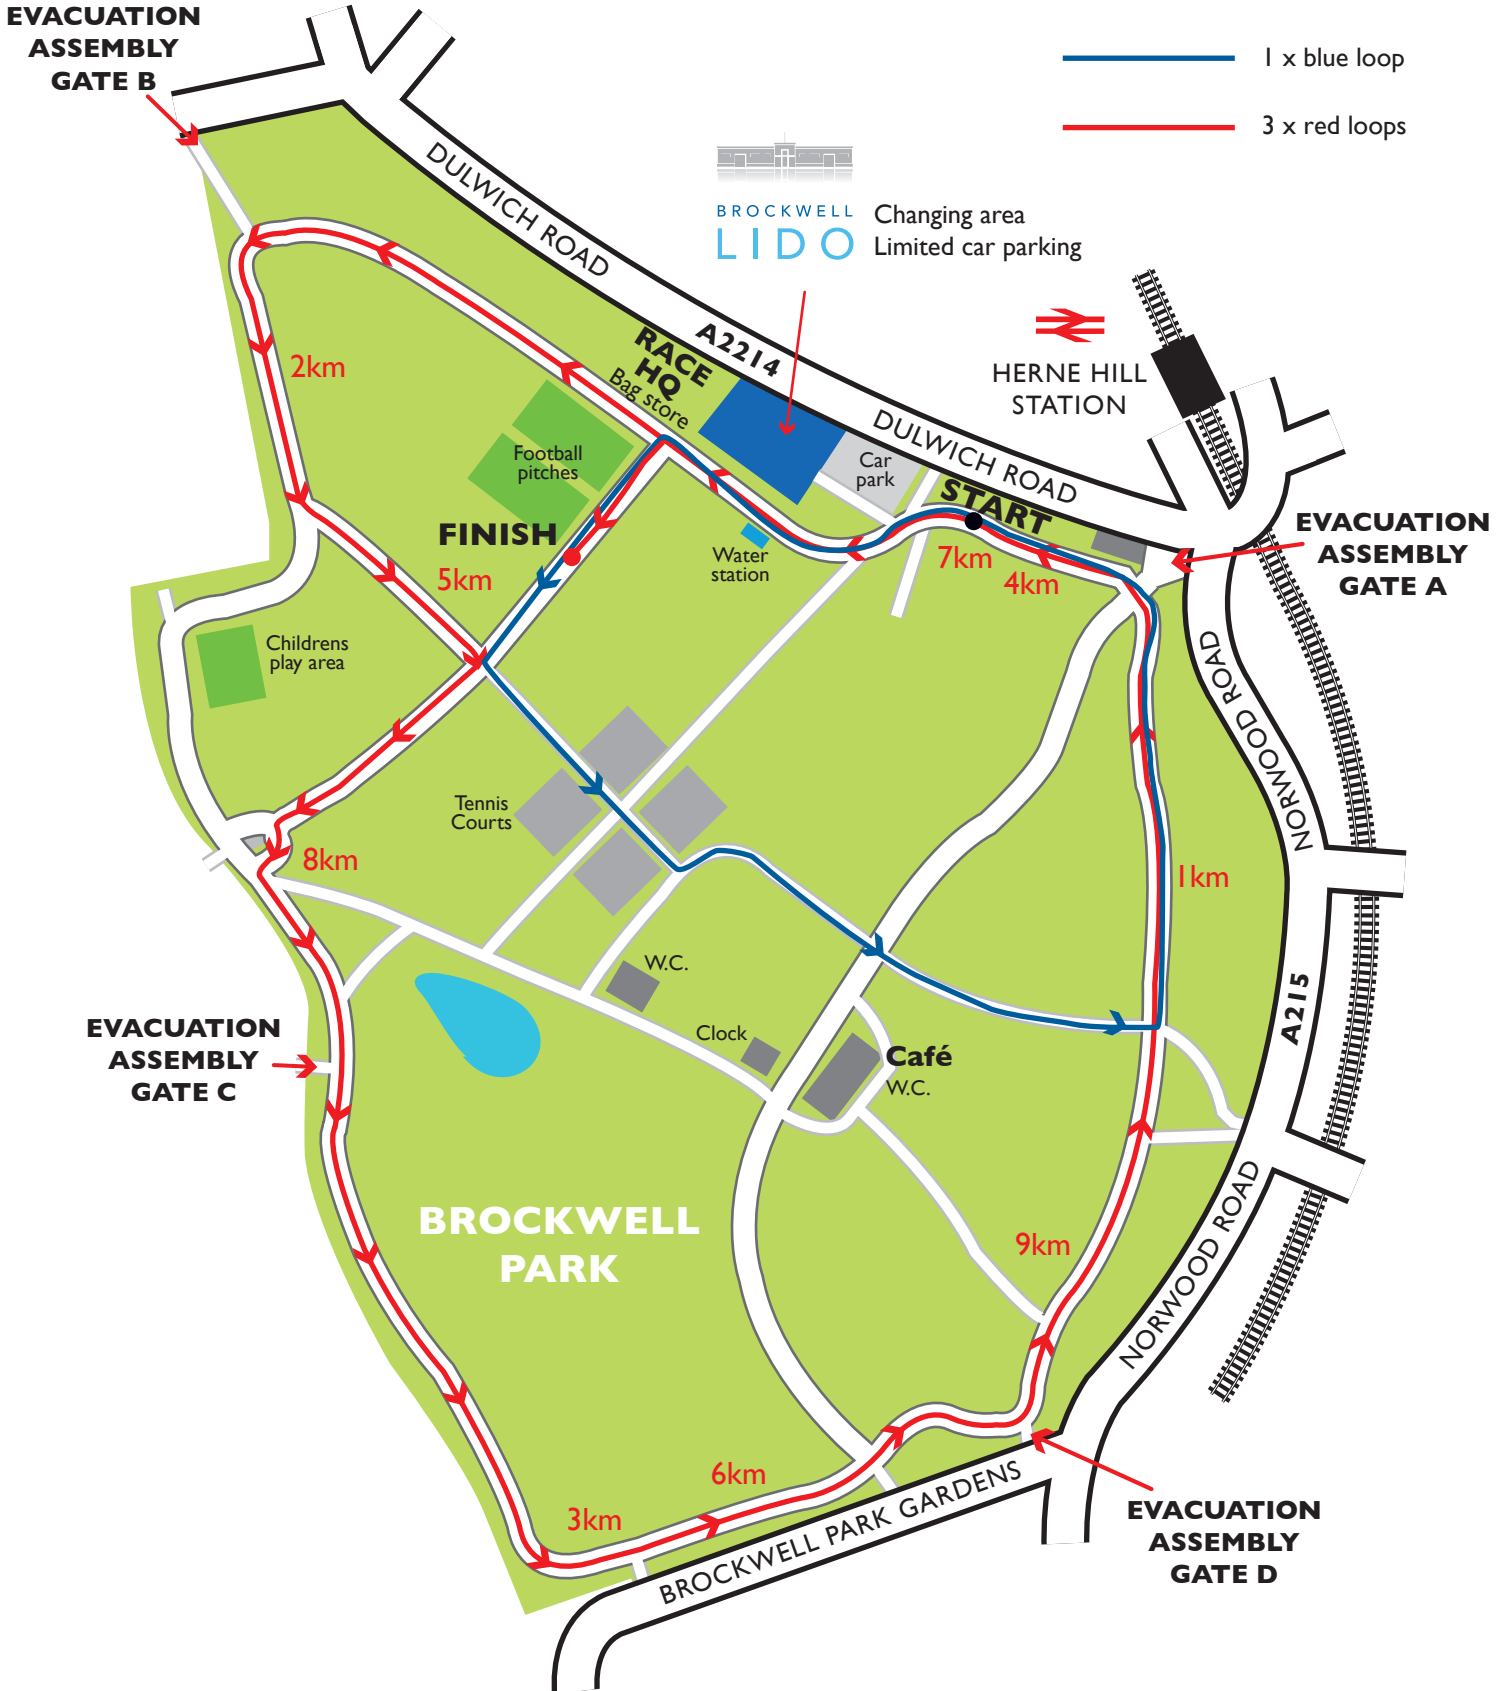 EVACUATION
ASSEMBLY
GATE B
1 x blue loop
3 x red loops
DULWICH ROAD
BROCKWELL
LIDO
Changing area
Limited car parking
A2214
HERNE HILL
STATION
RACE
HQ
Bag store
2km
DULWICH ROAD
Car
park
Football
pitches
START
FINISH
EVACUATION
ASSEMBLY
GATE A
Water
station
7km
4km
5km
Childrens
play area
NORWOOD ROAD
NORWOOD ROAD
Tennis
Courts
8km
1km
W.C.
A215
EVACUATION
ASSEMBLY
GATE C
Clock
Café
W.C.
BROCKWELL
PARK
9km
NORWOOD ROAD
6km
3km
BROCKWELL PARK GARDENS
EVACUATION
ASSEMBLY
GATE D